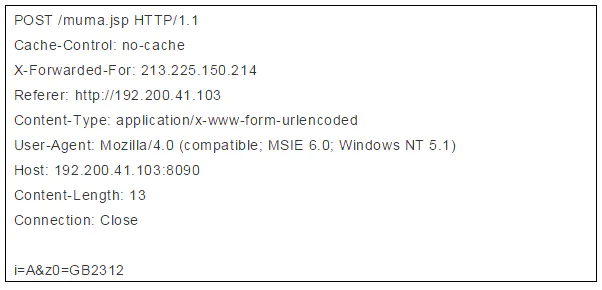 POST /muma.jsp HTTP/1.1
Cache-Control: no-cache
X-Forwarded-For: 213.225.150.214
Referer: http://192.200.41.103
Content-Type: application/x-www-form-urlencoded
User-Agent: Mozilla/4.0 (compatible; MSIE 6.0; Windows NT 5.1)
Host: 192.200.41.103:8090
Content-Length: 13
Connection: Close
i=A&z0=GB2312